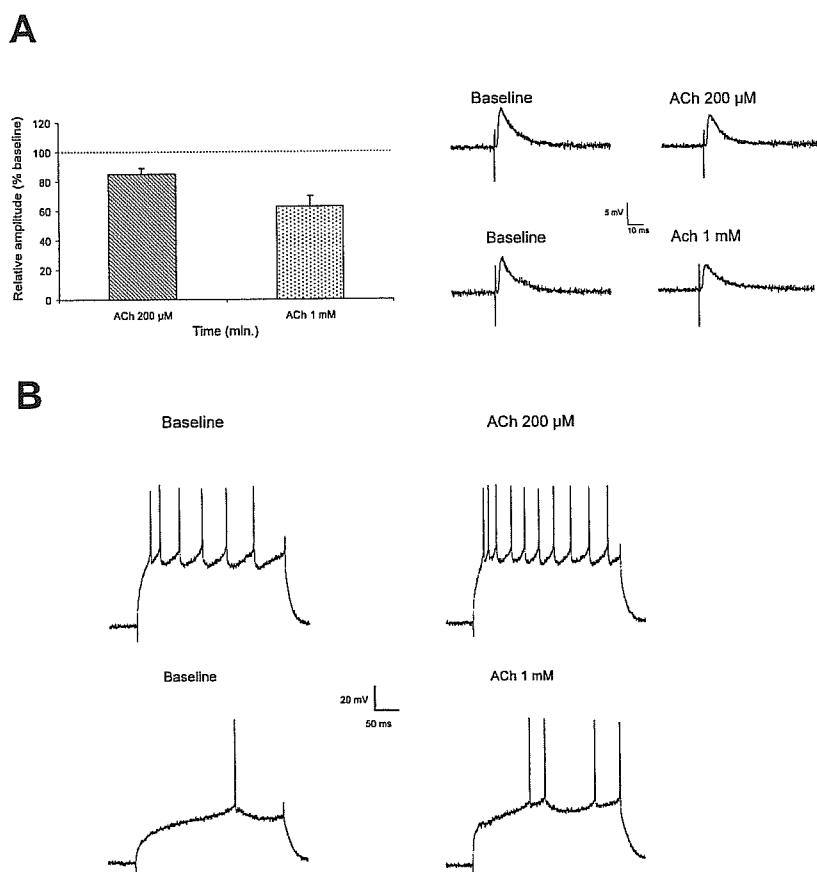 A
Relative amplitude (% baseline)
120
100
80
60
40
20
0
ACh 200 µM
ACh 1 mM
Time (min.)
Baseline
ACh 200 µM
5 mV
10 ms
Baseline
Ach 1 mM
B
Baseline
ACh 200 µM
Baseline
20 mV
50 ms
ACh 1 mM